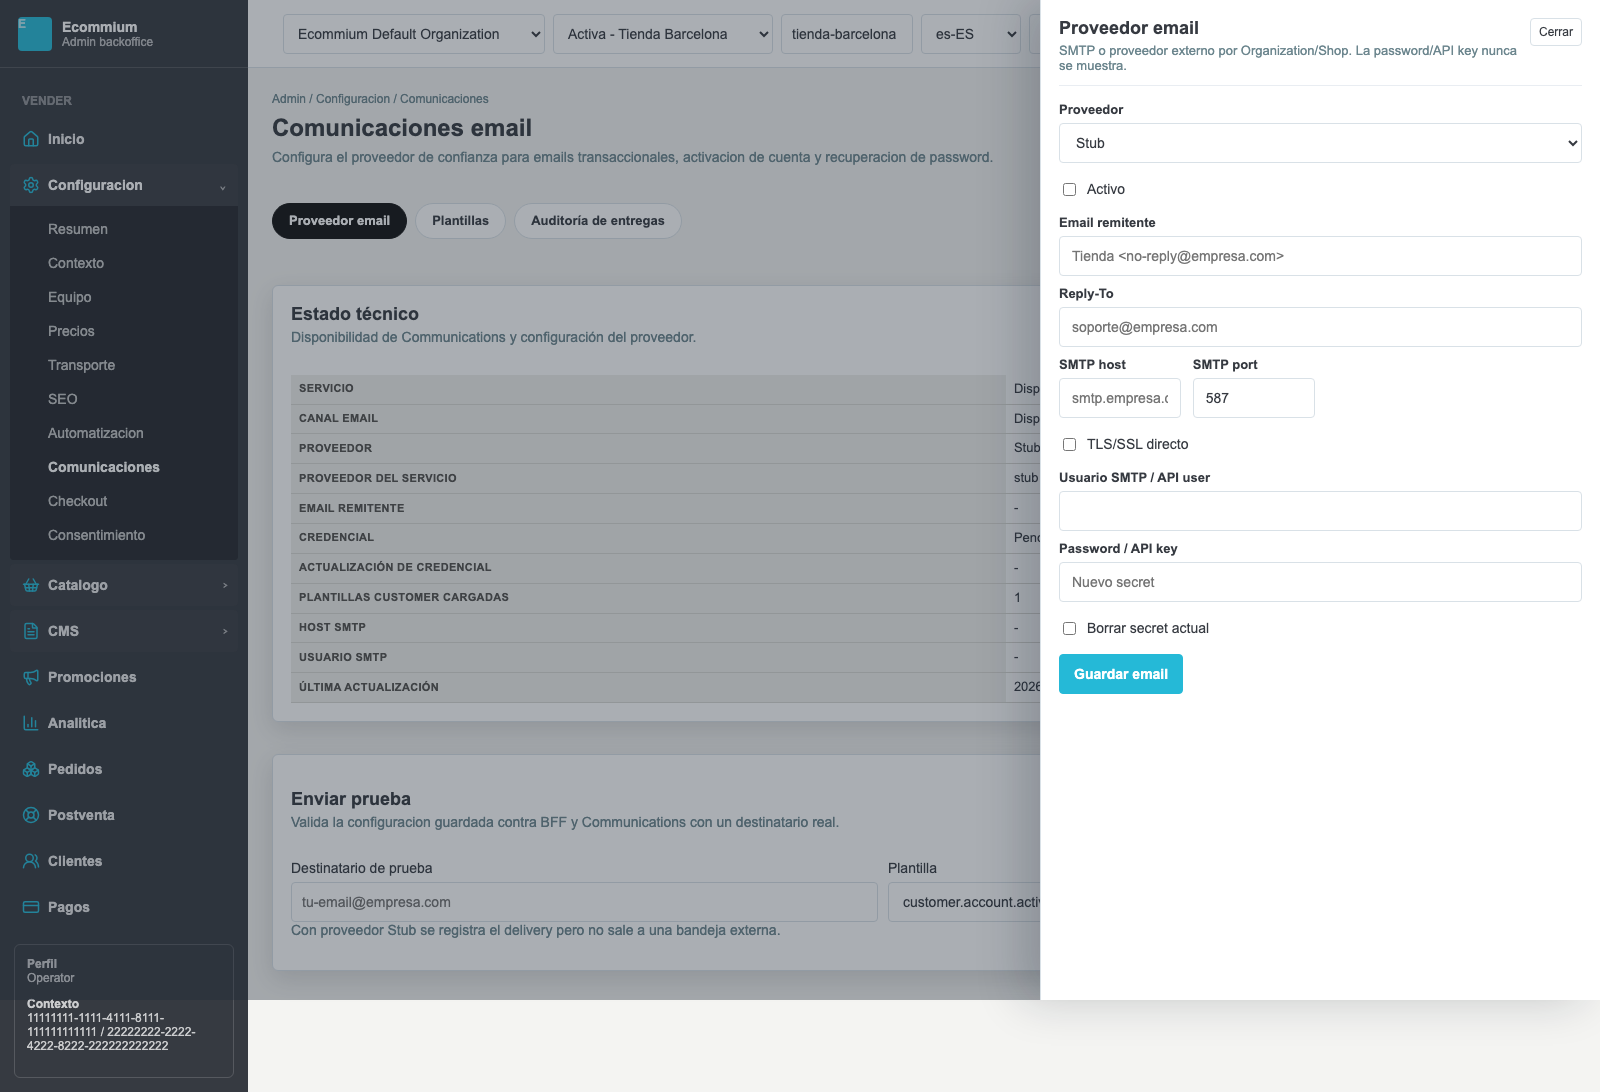 E
Ecommium
Admin backoffice
VENDER
Inicio
Configuracion
Resumen
Contexto
Equipo
Precios
Transporte
SEO
Automatizacion
Comunicaciones
Checkout
Consentimiento
Catalogo
CMS
Promociones
Analitica
Pedidos
Postventa
Clientes
Pagos
Perfil
Operator
Contexto
11111111-1111-4111-8111-
111111111111 / 22222222-2222-
4222-8222-222222222222
Ecommium Default Organization
Activa - Tienda Barcelona
tienda-barcelona
es-ES
Admin / Configuracion / Comunicaciones
Comunicaciones email
Configura el proveedor de confianza para emails transaccionales, activacion de cuenta y recuperacion de password.
Proveedor email
Plantillas
Auditoría de entregas
Estado técnico
Disponibilidad de Communications y configuración del proveedor.
SERVICIO Disp
CANAL EMAIL Disp
PROVEEDOR Stub
PROVEEDOR DEL SERVICIO stub
EMAIL REMITENTE -
CREDENCIAL Pend
ACTUALIZACIÓN DE CREDENCIAL -
PLANTILLAS CUSTOMER CARGADAS 1
HOST SMTP -
USUARIO SMTP -
ÚLTIMA ACTUALIZACIÓN 2026
Enviar prueba
Valida la configuracion guardada contra BFF y Communications con un destinatario real.
Destinatario de prueba
tu-email@empresa.com
Plantilla
customer.account.activ
Con proveedor Stub se registra el delivery pero no sale a una bandeja externa.
Proveedor email
Cerrar
SMTP o proveedor externo por Organization/Shop. La password/API key nunca
se muestra.
Proveedor
Stub
Activo
Email remitente
Tienda <no-reply@empresa.com>
Reply-To
soporte@empresa.com
SMTP host
smtp.empresa.c
SMTP port
587
TLS/SSL directo
Usuario SMTP / API user
Password / API key
Nuevo secret
Borrar secret actual
Guardar email